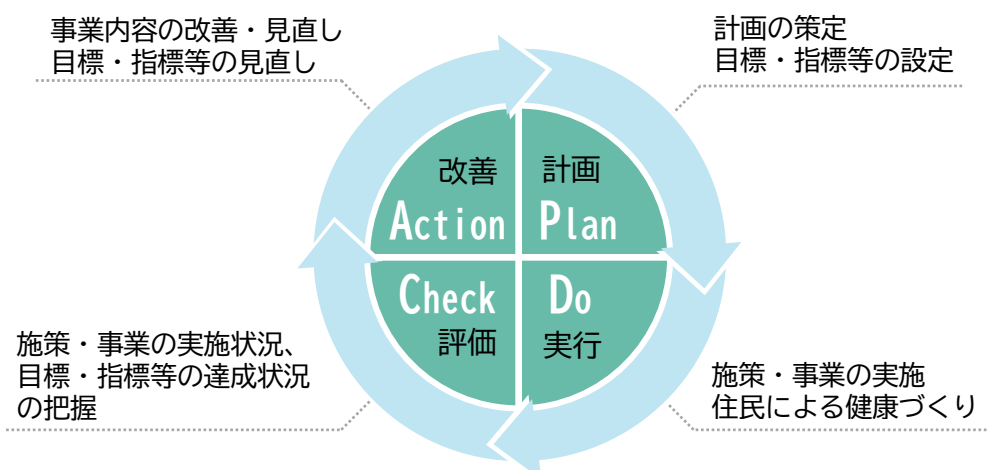 事業内容の改善・見直し
目標・指標等の見直し
計画の策定
目標・指標等の設定
改善
Action
計画
Plan
Check
評価
Do
実行
施策・事業の実施状況、
目標・指標等の達成状況
の把握
施策・事業の実施
住民による健康づくり